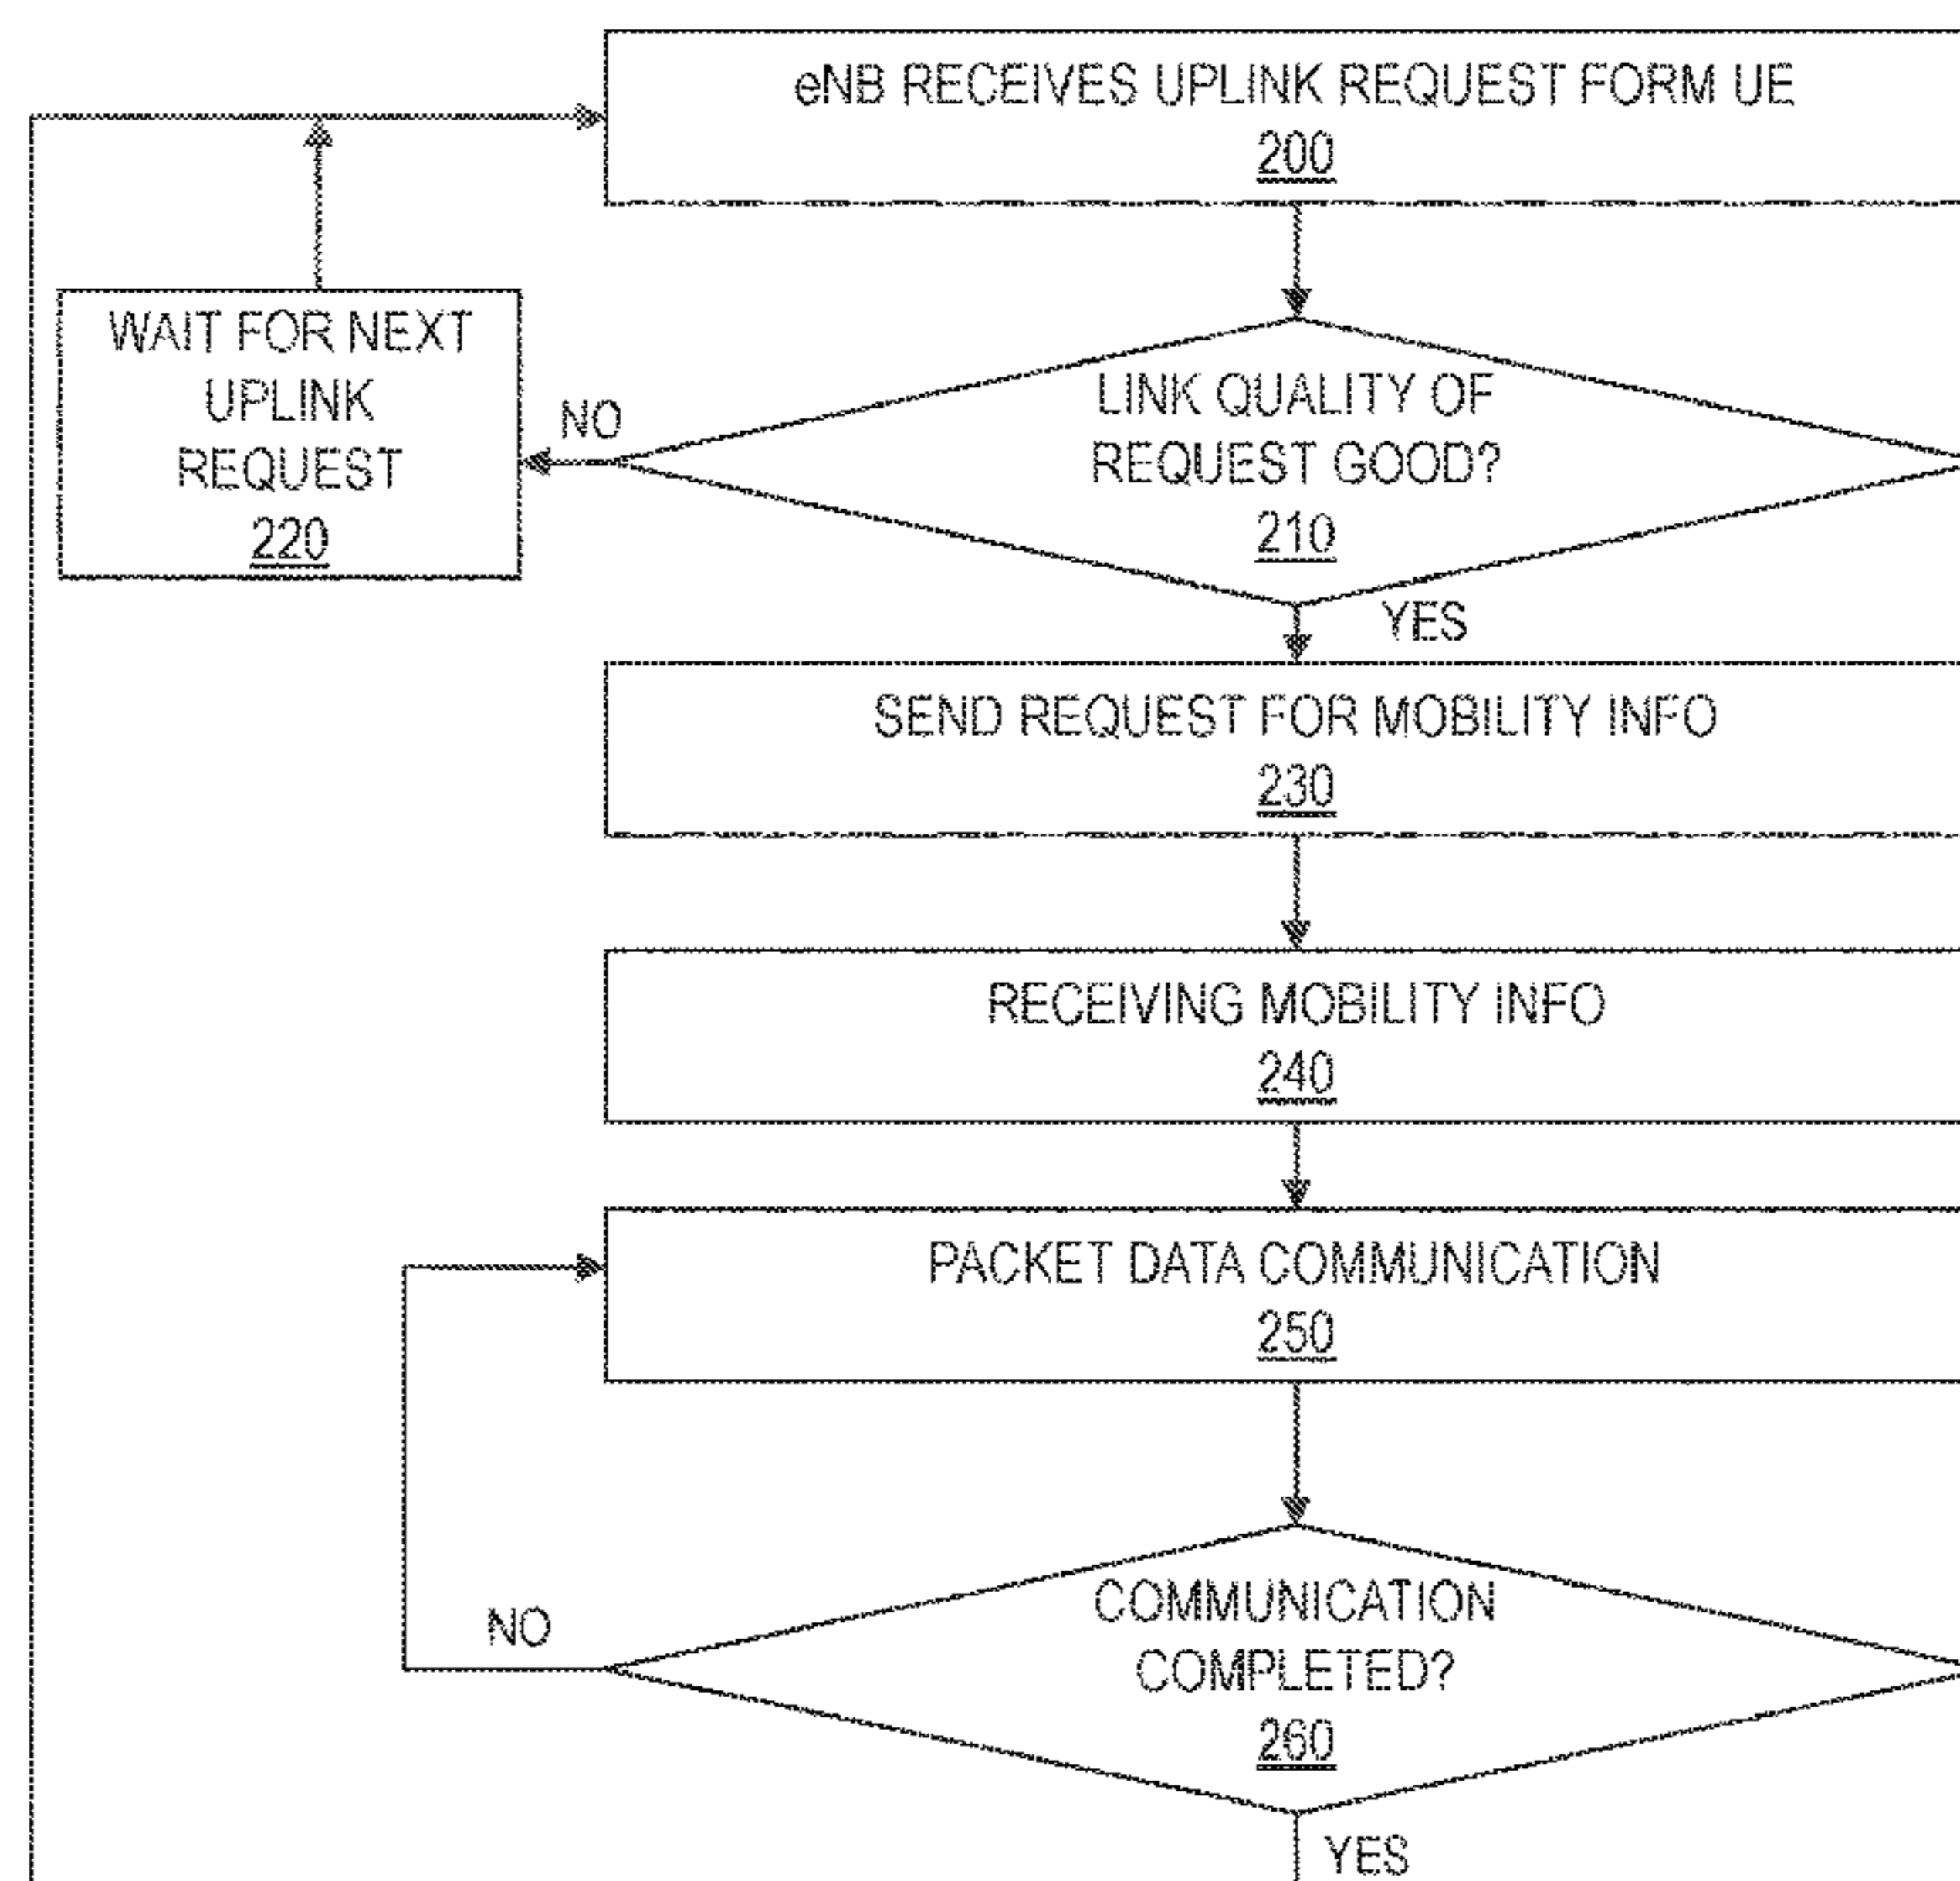 eNB RECEIVES UPLINK REQUEST FORM UE
200
WAIT FOR NEXT
UPLINK
REQUEST
220
NO
LINK QUALITY OF
REQUEST GOOD?
210
YES
SEND REQUEST FOR MOBILITY INFO
230
RECEIVING MOBILITY INFO
240
PACKET DATA COMMUNICATION
250
NO
COMMUNICATION
COMPLETED?
260
YES